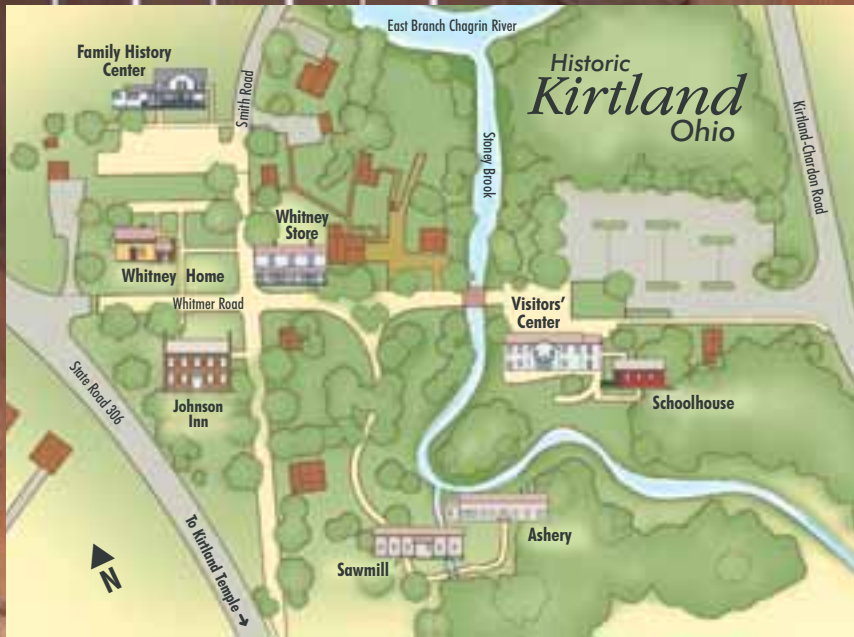 East Branch Chagrin River
Historic
Kirtland
Ohio
Family History
Center
Smith Road
Stoney Brook
Kirtland-Chardon Road
Whitney
Store
Whitney Home
Whitmer Road
Visitors'
Center
Johnson
Inn
Schoolhouse
State Road 306
To Kirtland Temple
Ashery
Sawmill
N